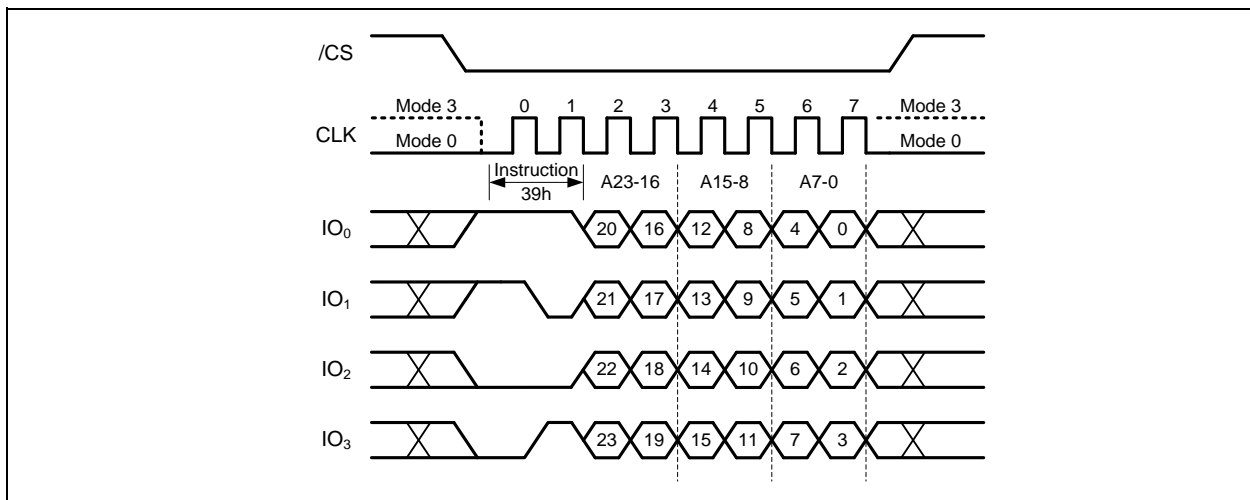 /CS
Mode 3 0 1 2 3 4 5 6 7 Mode 3
CLK
Mode 0 Mode 0
Instruction
39h A23-16 A15-8 A7-0
IO0 20 16 12 8 4 0
IO1 21 17 13 9 5 1
IO2 22 18 14 10 6 2
IO3 23 19 15 11 7 3